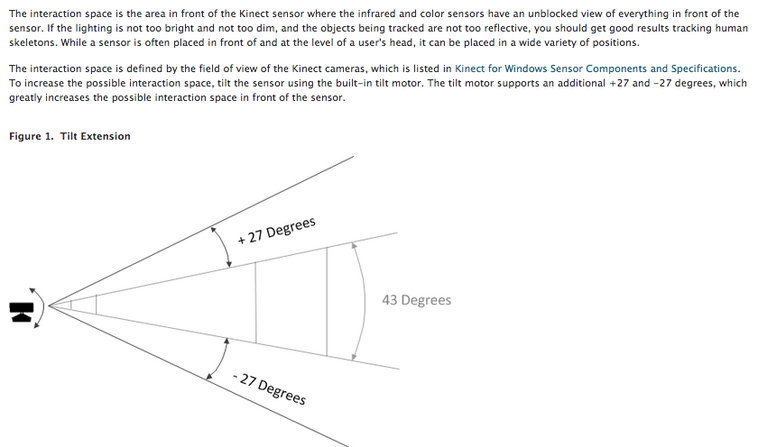 The interaction space is the area in front of the Kinect sensor where the infrared and color sensors have an unblocked view of everything in front of the
sensor. If the lighting is not too bright and not too dim, and the objects being tracked are not too reflective, you should get good results tracking human
skeletons. While a sensor is often placed in front of and at the level of a user's head, it can be placed in a wide variety of positions.
The interaction space is defined by the field of view of the Kinect cameras, which is listed in Kinect for Windows Sensor Components and Specifications.
To increase the possible interaction space, tilt the sensor using the built-in tilt motor. The tilt motor supports an additional +27 and -27 degrees, which
greatly increases the possible interaction space in front of the sensor.
Figure 1. Tilt Extension
+ 27 Degrees
43 Degrees
- 27 Degrees